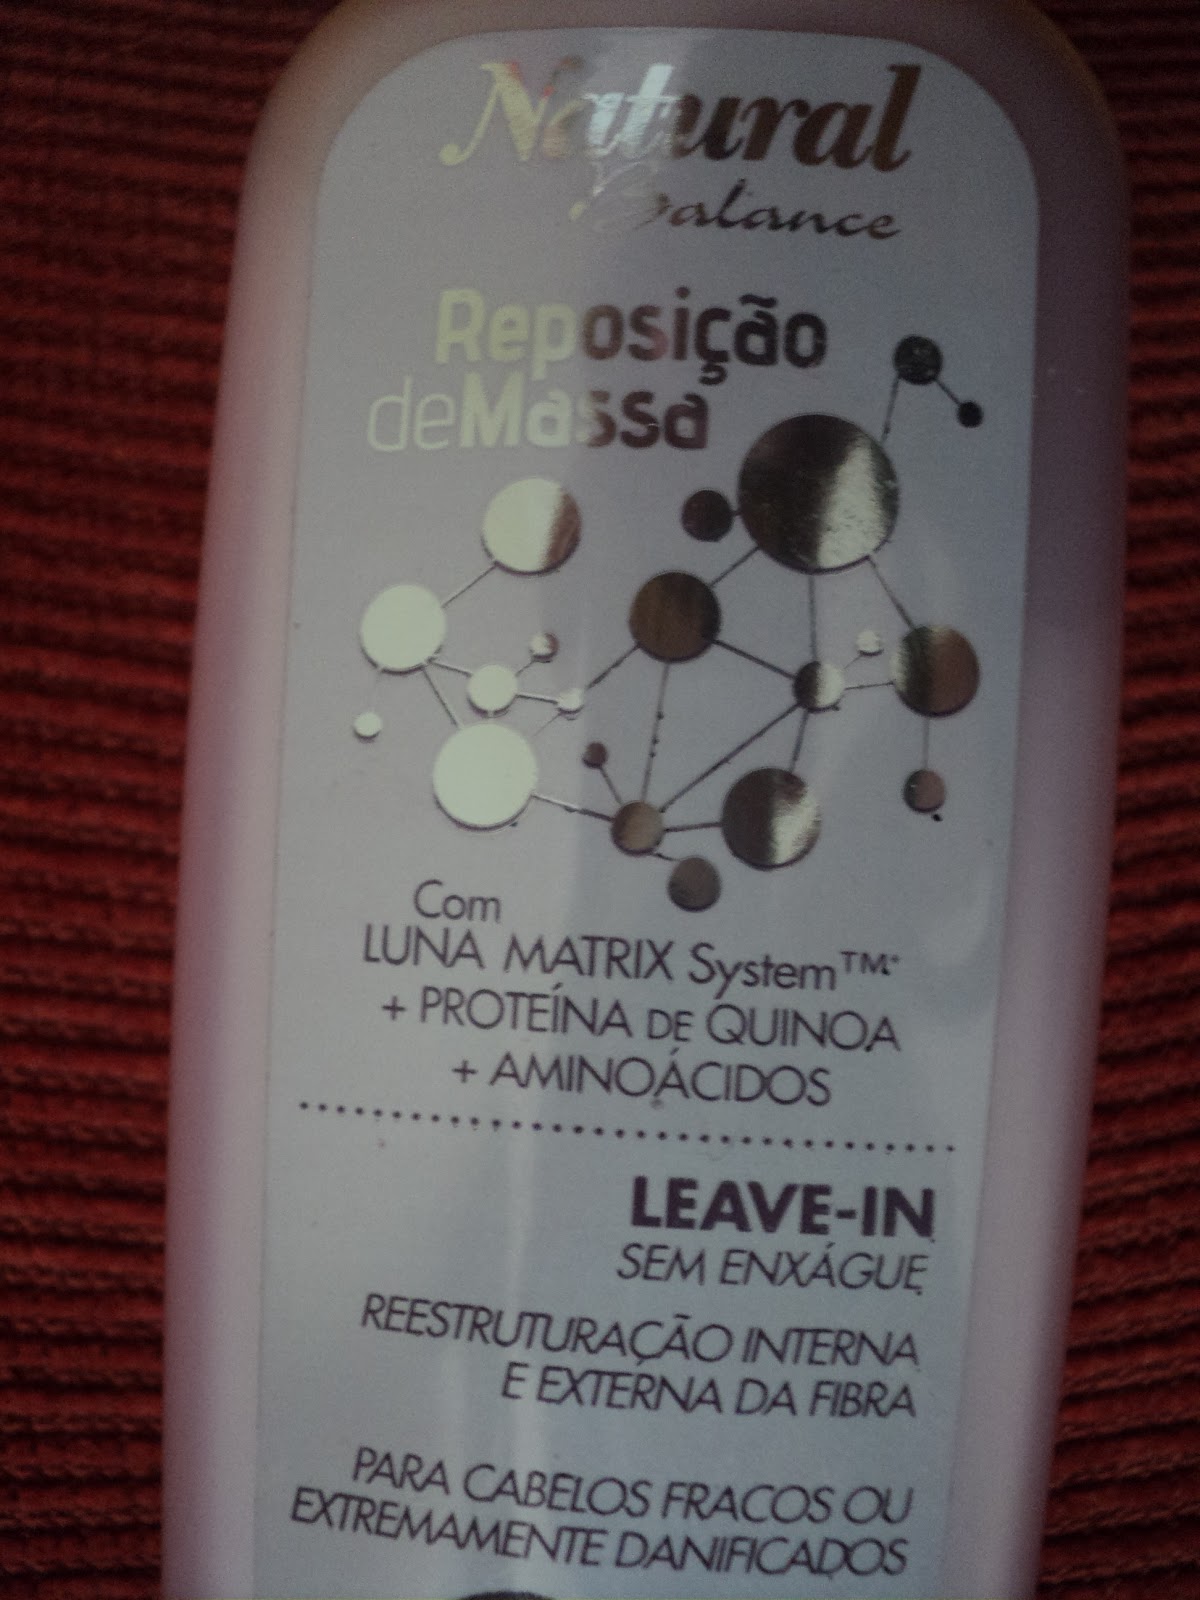 Natural
Balance
Reposição
deMassa
Com
LUNA MATRIX System™*
+ PROTEÍNA DE QUINOA
+ AMINOÁCIDOS
LEAVE-IN
SEM ENXÁGUE
REESTRUTURAÇÃO INTERNA
E EXTERNA DA FIBRA
PARA CABELOS FRACOS OU
EXTREMAMENTE DANIFICADOS